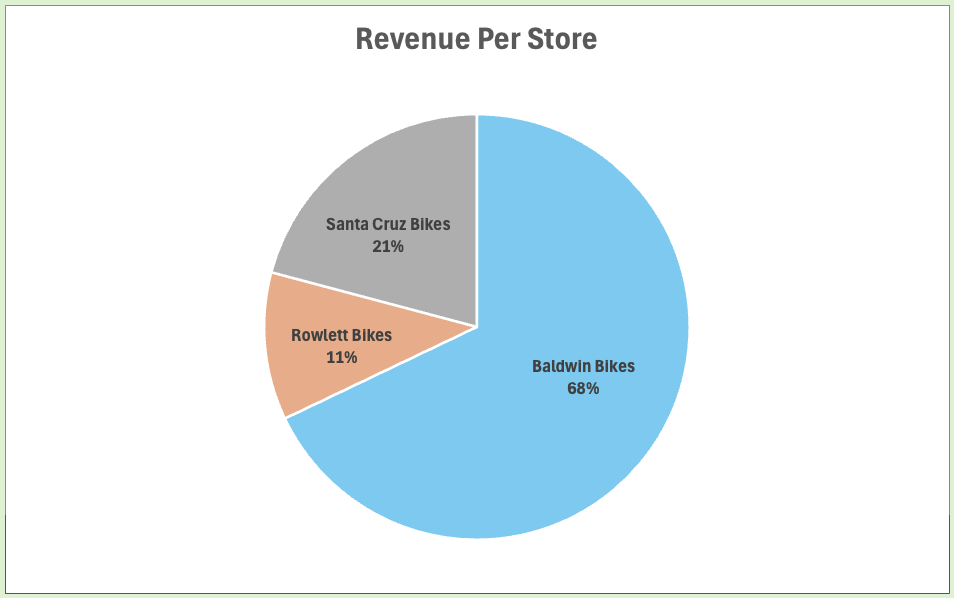 Revenue Per Store
Santa Cruz Bikes
21%
Rowlett Bikes
11%
Baldwin Bikes
68%